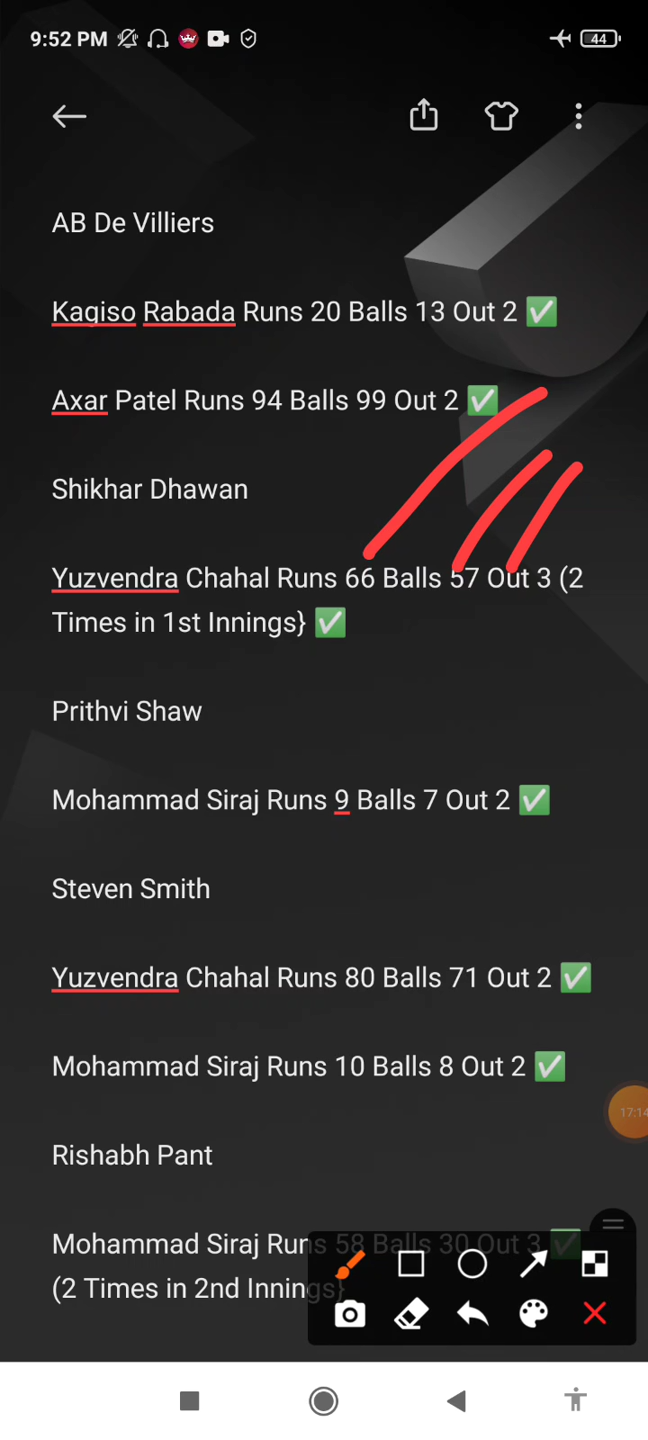 9:52 PM
44
AB De Villiers
Kagiso Rabada Runs 20 Balls 13 Out 2 ✅
Axar Patel Runs 94 Balls 99 Out 2 ✅
Shikhar Dhawan
Yuzvendra Chahal Runs 66 Balls 57 Out 3 (2
Times in 1st Innings} ✅
Prithvi Shaw
Mohammad Siraj Runs 9 Balls 7 Out 2 ✅
Steven Smith
Yuzvendra Chahal Runs 80 Balls 71 Out 2 ✅
Mohammad Siraj Runs 10 Balls 8 Out 2 ✅
17:14
Rishabh Pant
Mohammad Siraj Runs 58 Balls 30 Out 3 ✅
(2 Times in 2nd Innings}